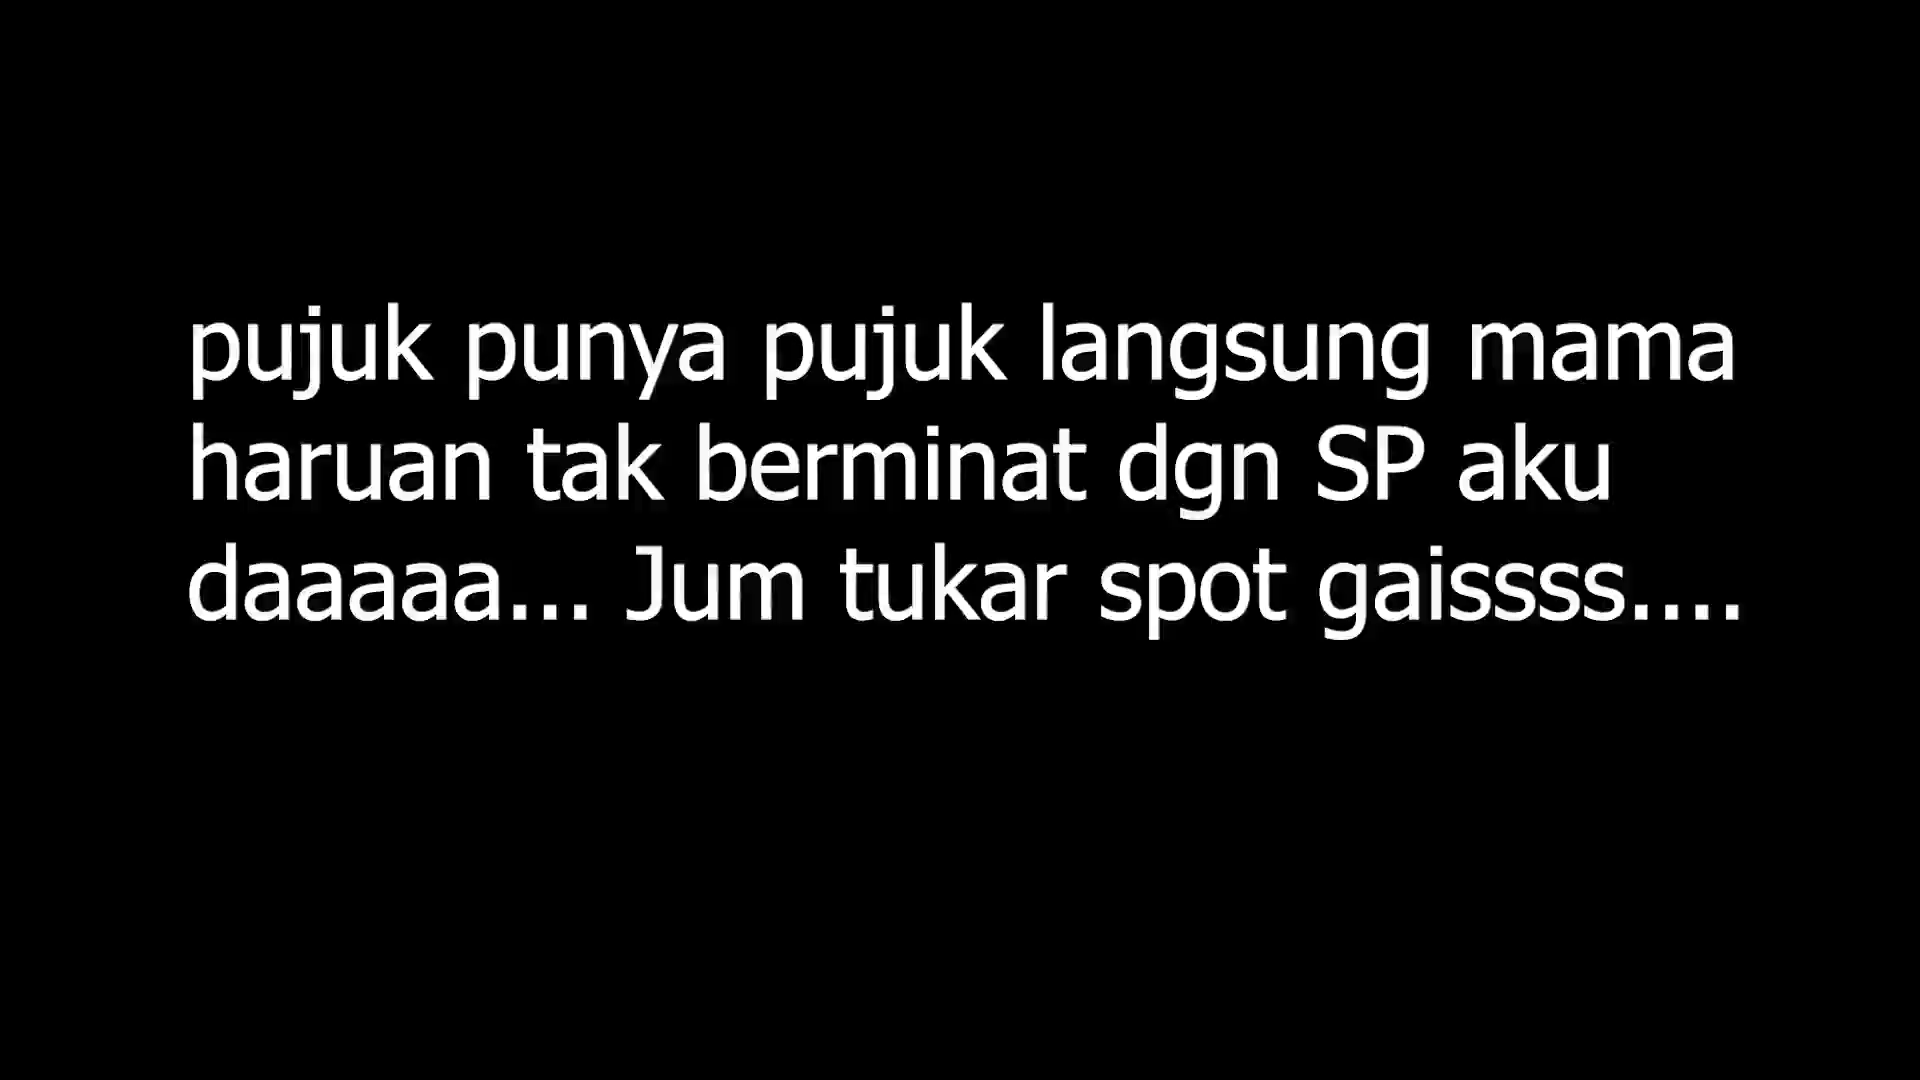 pujuk punya pujuk langsung mama
haruan tak berminat dgn SP aku
daaaaa... Jum tukar spot gaissss....